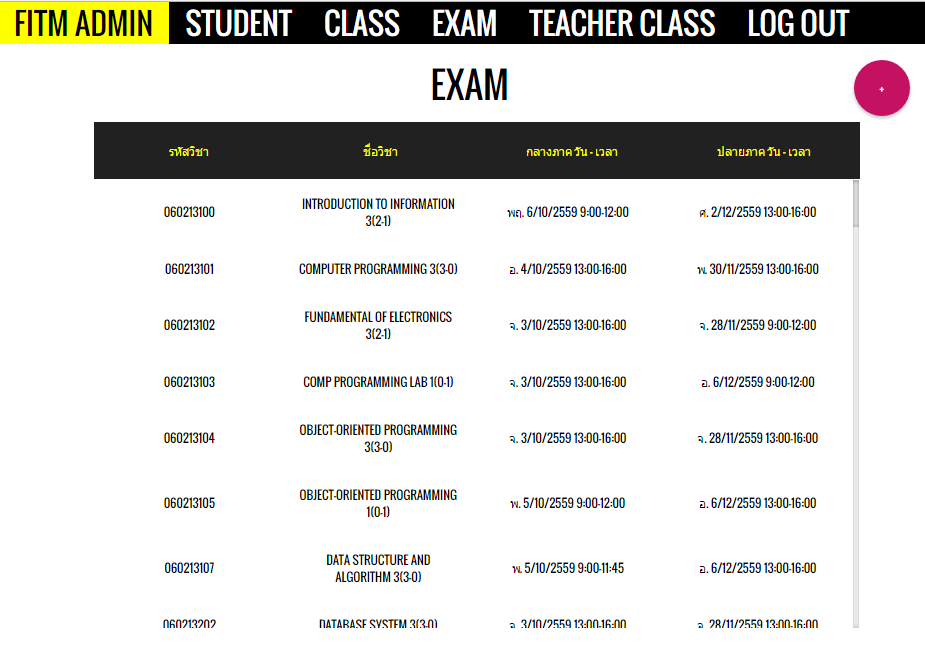 FITM ADMIN STUDENT CLASS EXAM TEACHER CLASS LOG OUT
EXAM
+
รหัสวิชา ชื่อวิชา กลางภาค วัน - เวลา ปลายภาค วัน - เวลา
060213100 INTRODUCTION TO INFORMATION 3(2-1) พฤ. 6/10/2559 9:00-12:00 ศ. 2/12/2559 13:00-16:00
060213101 COMPUTER PROGRAMMING 3(3-0) อ. 4/10/2559 13:00-16:00 พ. 30/11/2559 13:00-16:00
060213102 FUNDAMENTAL OF ELECTRONICS 3(2-1) จ. 3/10/2559 13:00-16:00 จ. 28/11/2559 9:00-12:00
060213103 COMP PROGRAMMING LAB 1(0-1) จ. 3/10/2559 13:00-16:00 อ. 6/12/2559 9:00-12:00
060213104 OBJECT-ORIENTED PROGRAMMING 3(3-0) จ. 3/10/2559 13:00-16:00 จ. 28/11/2559 13:00-16:00
060213105 OBJECT-ORIENTED PROGRAMMING 1(0-1) พ. 5/10/2559 9:00-12:00 อ. 6/12/2559 13:00-16:00
060213107 DATA STRUCTURE AND ALGORITHM 3(3-0) พ. 5/10/2559 9:00-11:45 อ. 6/12/2559 13:00-16:00
060213202 DATABASE SYSTEM 3(3-0) จ. 3/10/2559 13:00-16:00 จ. 28/11/2559 13:00-16:00